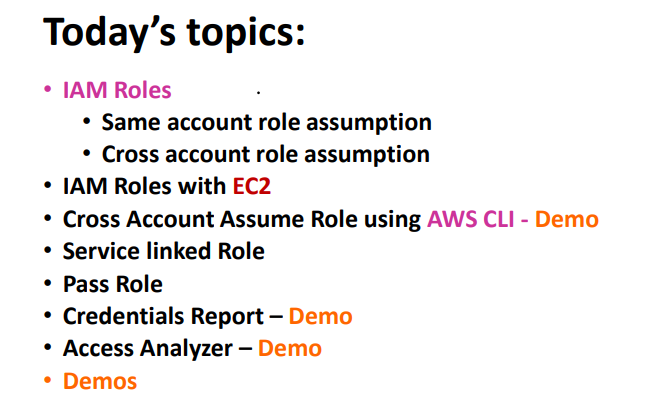 Today’s topics:
• IAM Roles
• Same account role assumption
• Cross account role assumption
• IAM Roles with EC2
• Cross Account Assume Role using AWS CLI - Demo
• Service linked Role
• Pass Role
• Credentials Report – Demo
• Access Analyzer – Demo
• Demos